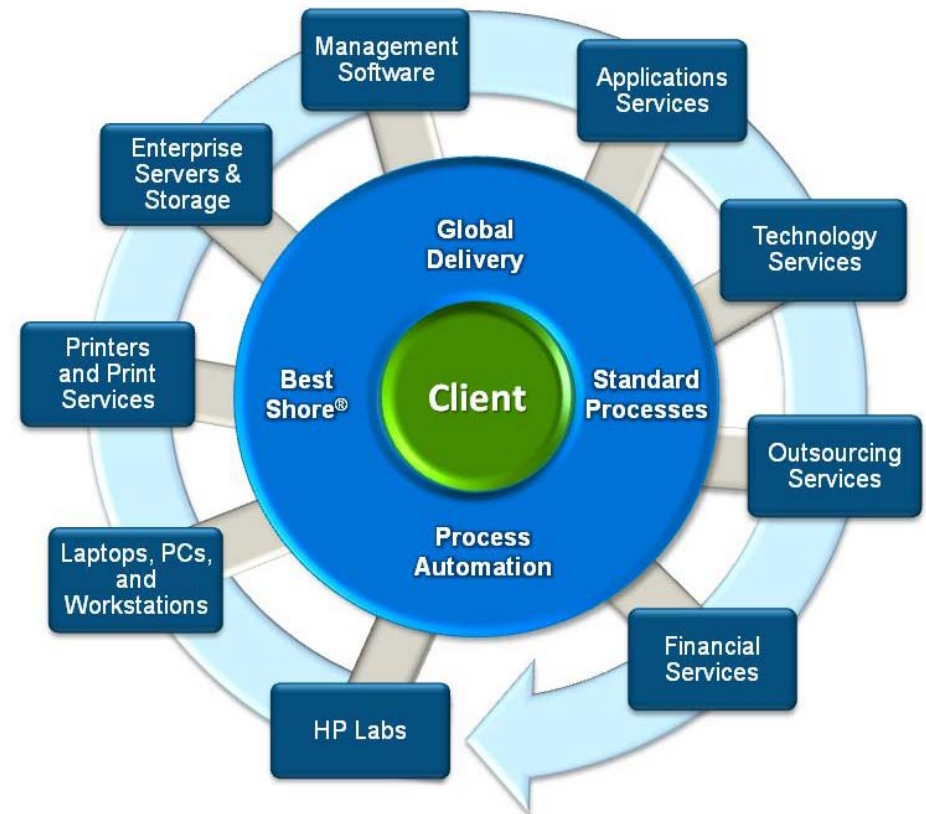 Management
Software
Applications
Services
Enterprise
Servers &
Storage
Technology
Services
Global
Delivery
Printers
and Print
Services
Best
Shore®
Client
Standard
Processes
Outsourcing
Services
Process
Automation
Laptops, PCs,
and
Workstations
Financial
Services
HP Labs